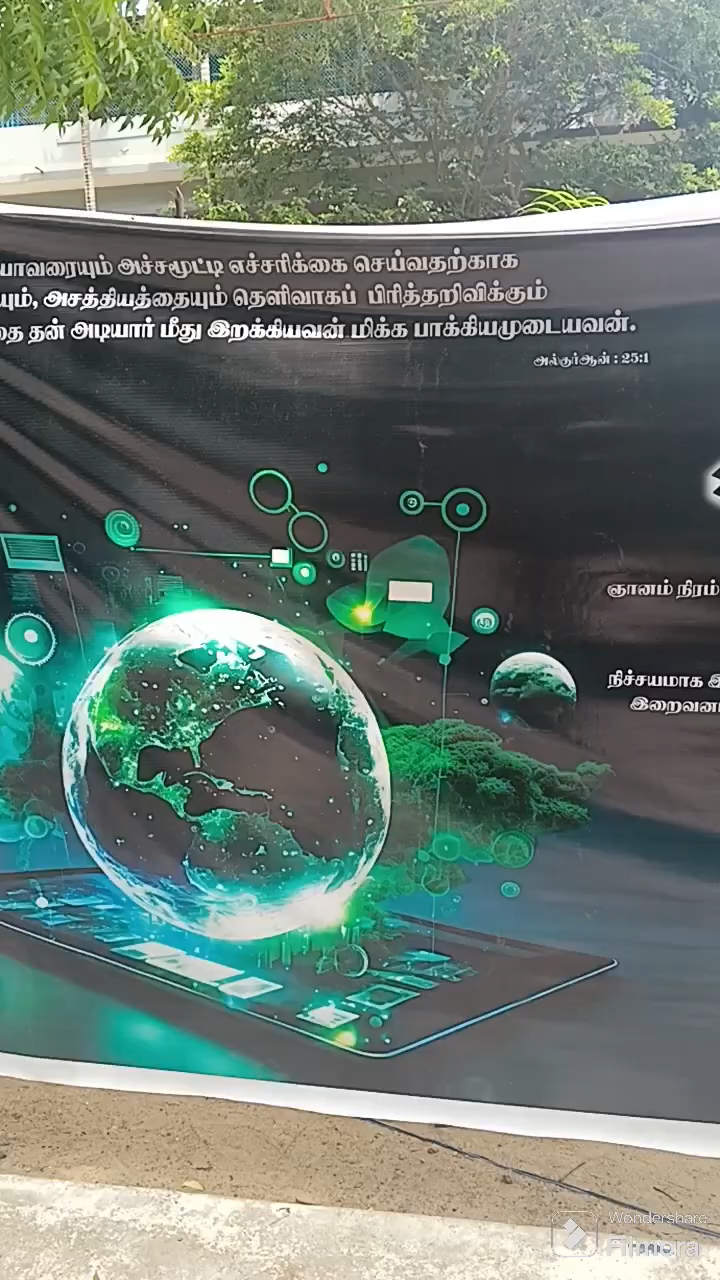 யாவரையும் அச்சமூட்டி எச்சரிக்கை செய்வதற்காக
யும், அசத்தியத்தையும் தெளிவாகப் பிரித்தறிவிக்கும்
தை தன் அடியார் மீது இறக்கியவன் மிக்க பாக்கியமுடையவன்.
அல்குர்ஆன் : 25:1
ஞானம் நிரம்
நிச்சயமாக இ
இறைவனா
Wondershare
Filmora